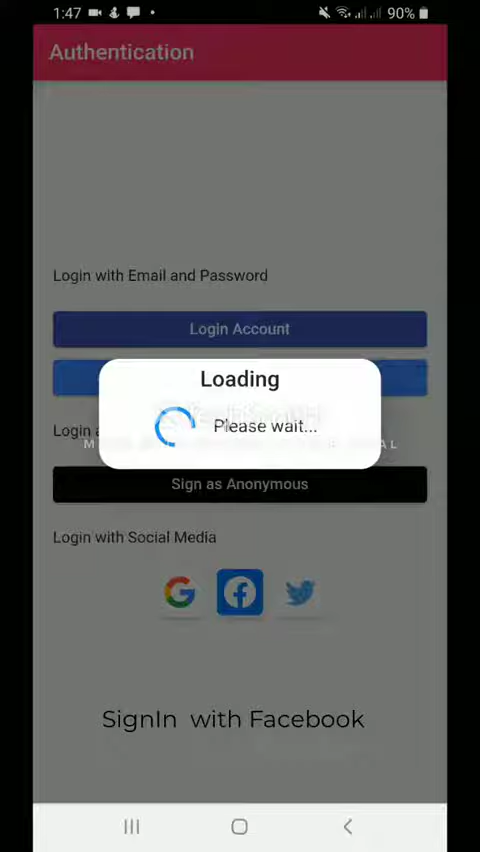 1:47
90%
Authentication
Login with Email and Password
Login Account
Loading
Please wait...
Login
Sign as Anonymous
Login with Social Media
SignIn with Facebook